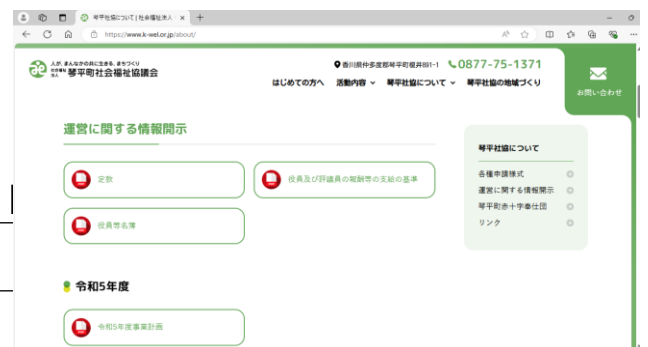 琴平社協について | 社会福祉法人
https://www.k-wel.or.jp/about/
人が、まんなかの共に生きる、まちづくり
社会福祉法人 琴平町社会福祉協議会
香川県仲多度郡琴平町榎井891-1 0877-75-1371
はじめての方へ 活動内容 琴平社協について 琴平社協の地域づくり
お問い合わせ
運営に関する情報開示
定款
役員及び評議員の報酬等の支給の基準
役員等名簿
令和5年度
令和5年度事業計画
琴平社協について
各種申請様式
運営に関する情報開示
琴平町赤十字奉仕団
リンク